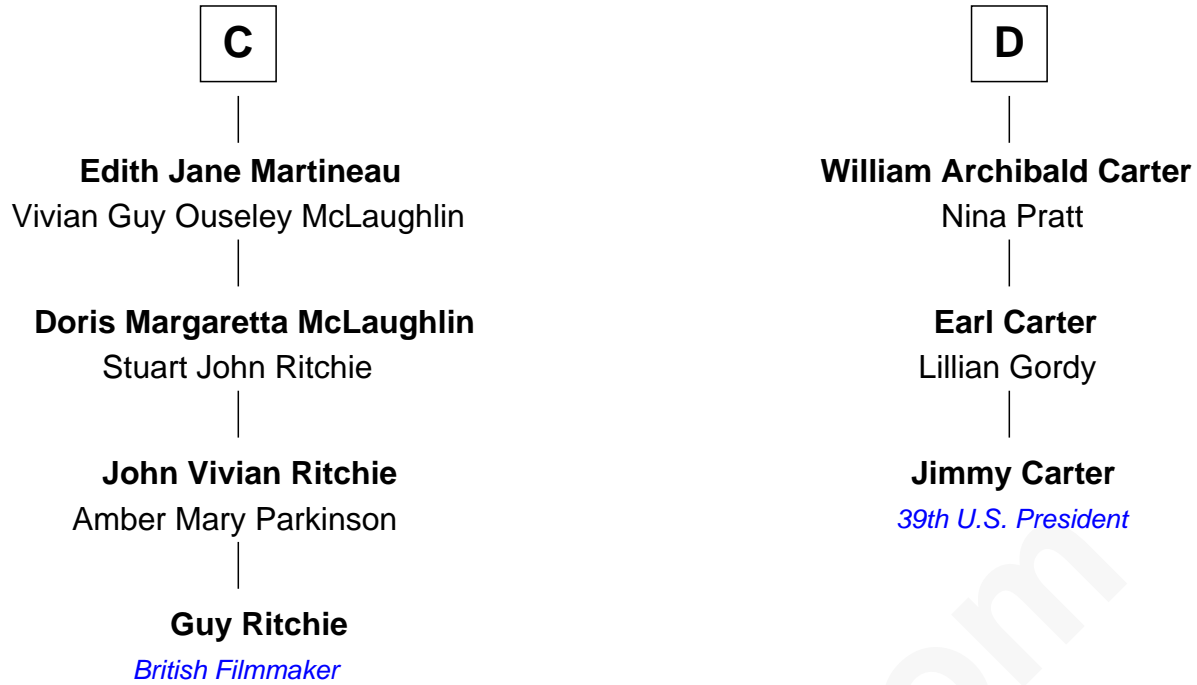 C
Edith Jane Martineau
Vivian Guy Ouseley McLaughlin
Doris Margaretta McLaughlin
Stuart John Ritchie
John Vivian Ritchie
Amber Mary Parkinson
Guy Ritchie
British Filmmaker
D
William Archibald Carter
Nina Pratt
Earl Carter
Lillian Gordy
Jimmy Carter
39th U.S. President
om